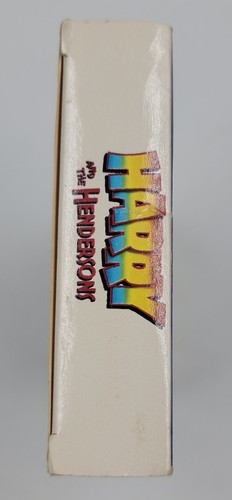 HARRY
AND THE
HENDERSONS